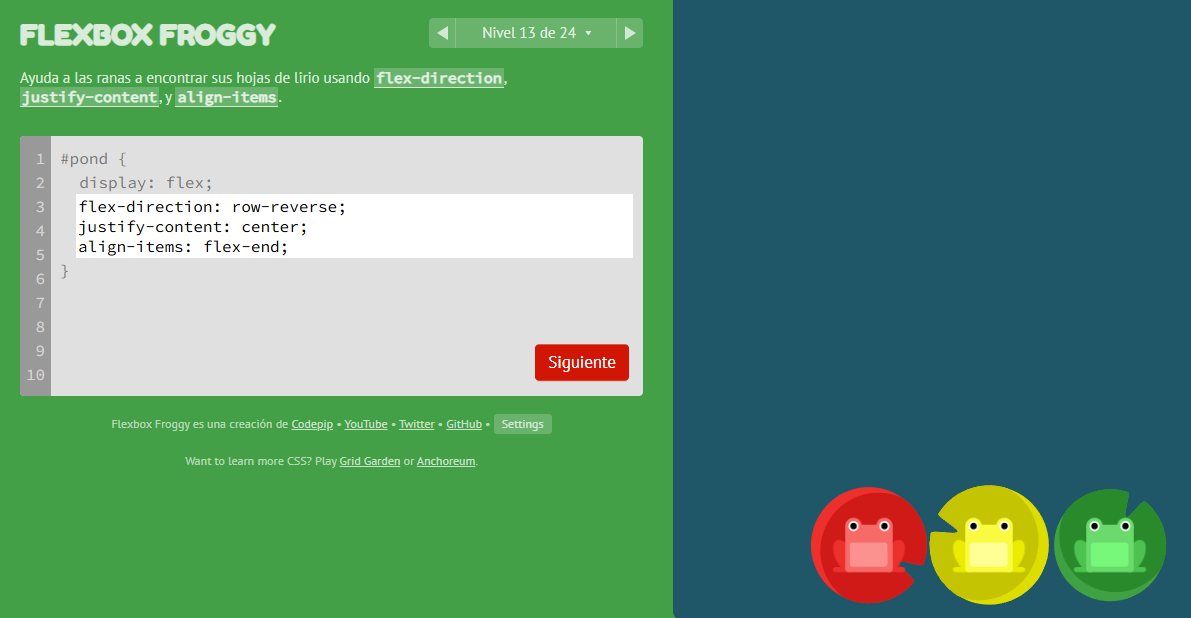 FLEXBOX FROGGY
Nivel 13 de 24
Ayuda a las ranas a encontrar sus hojas de lirio usando flex-direction,
justify-content, y align-items.
1 #pond {
2 display: flex;
3 flex-direction: row-reverse;
4 justify-content: center;
5 align-items: flex-end;
6 }
7
8
9
10
Siguiente
Flexbox Froggy es una creación de Codepip • YouTube • Twitter • GitHub • Settings
Want to learn more CSS? Play Grid Garden or Anchoreum.